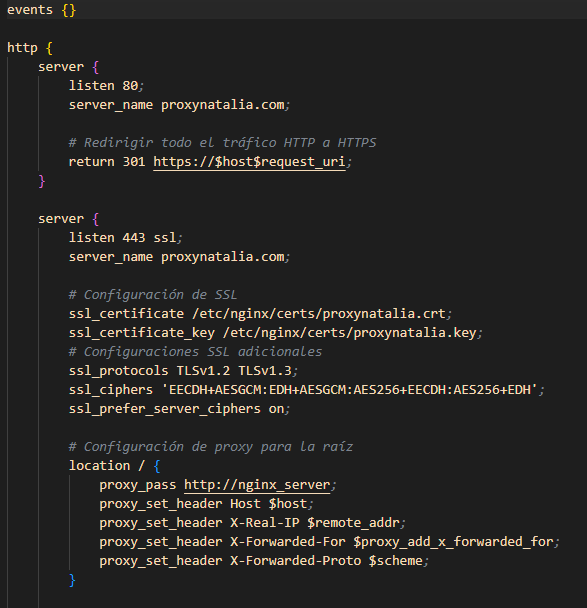 events {}
http {
server {
listen 80;
server_name proxynatalia.com;
# Redirigir todo el tráfico HTTP a HTTPS
return 301 https://$host$request_uri;
}
server {
listen 443 ssl;
server_name proxynatalia.com;
# Configuración de SSL
ssl_certificate /etc/nginx/certs/proxynatalia.crt;
ssl_certificate_key /etc/nginx/certs/proxynatalia.key;
# Configuraciones SSL adicionales
ssl_protocols TLSv1.2 TLSv1.3;
ssl_ciphers 'EECDH+AESGCM:EDH+AESGCM:AES256+EECDH:AES256+EDH';
ssl_prefer_server_ciphers on;
# Configuración de proxy para la raíz
location / {
proxy_pass http://nginx_server;
proxy_set_header Host $host;
proxy_set_header X-Real-IP $remote_addr;
proxy_set_header X-Forwarded-For $proxy_add_x_forwarded_for;
proxy_set_header X-Forwarded-Proto $scheme;
}